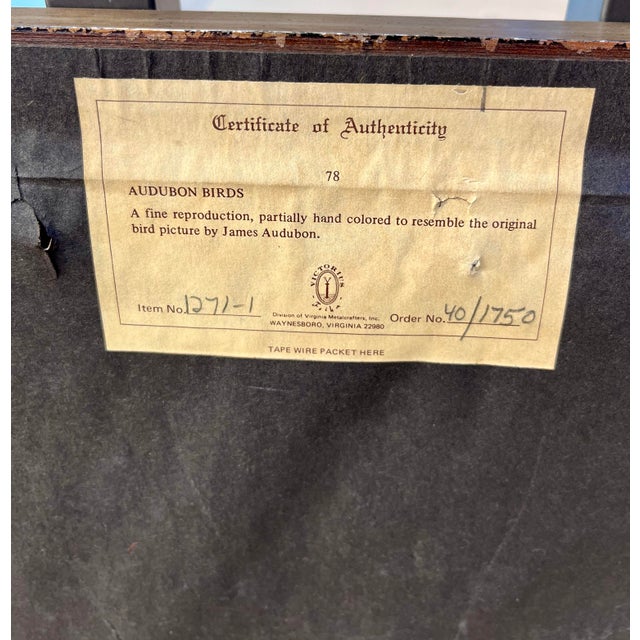 Certificate of Authenticity
78
AUDUBON BIRDS
A fine reproduction, partially hand colored to resemble the original
bird picture by James Audubon.
VICTORIUS
Item No. 1271-1
Division of Virginia Metalcrafters, Inc.
WAYNESBORO, VIRGINIA 22980
Order No. 40/1750
TAPE WIRE PACKET HERE